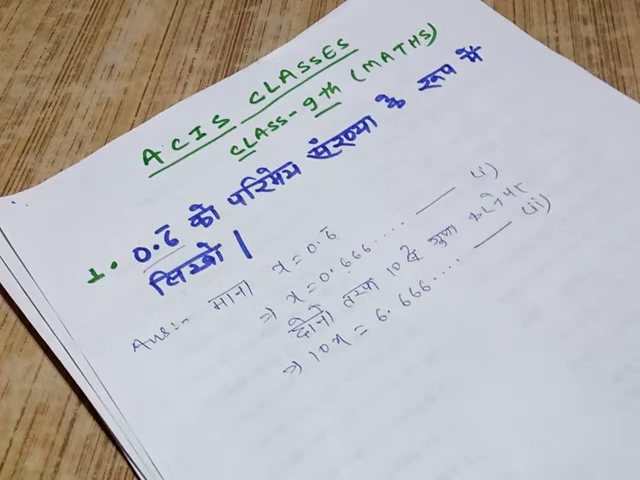 ACIS CLASSES
CLASS-9th (MATHS)
1. 0.6̅ को परिमेय संख्या के रूप में
लिखो |
Ans:- माना x = 0.6̅
⇒ x = 0.666.... —— (i)
दोनो तरफ 10 से गुणा करने पर
⇒ 10x = 6.666.... —— (ii)